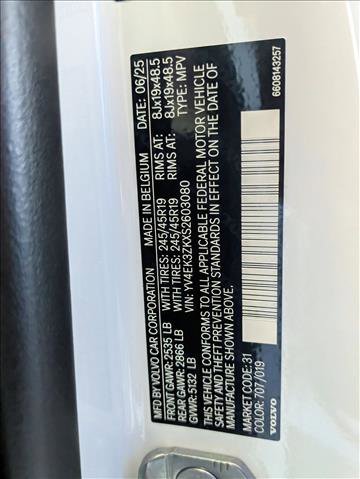 MFD BY VOLVO CAR CORPORATION MADE IN BELGIUM DATE: 06/25
FRONT GAWR: 2535 LB WITH TIRES: 245/45R19 RIMS AT: 8Jx19x48.5
REAR GAWR: 2866 LB WITH TIRES: 245/45R19 RIMS AT: 8Jx19x48.5
GVWR: 5132 LB VIN: YV4EK3ZKXS2603080 TYPE: MPV
THIS VEHICLE CONFORMS TO ALL APPLICABLE FEDERAL MOTOR VEHICLE
SAFETY AND THEFT PREVENTION STANDARDS IN EFFECT ON THE DATE OF
MANUFACTURE SHOWN ABOVE.
MARKET CODE: 31
COLOR: 707/019
VOLVO 6608143257